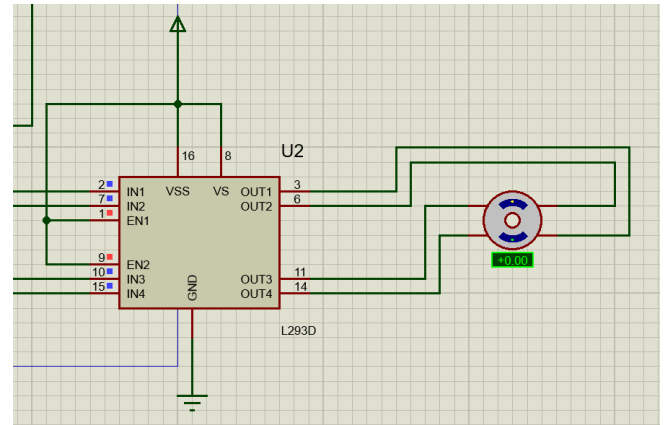 U2
16 8
2 IN1 VSS VS OUT1 3
7 IN2 OUT2 6
1 EN1
9 EN2
10 IN3 OUT3 11
15 IN4 GND OUT4 14
+0.00
L293D